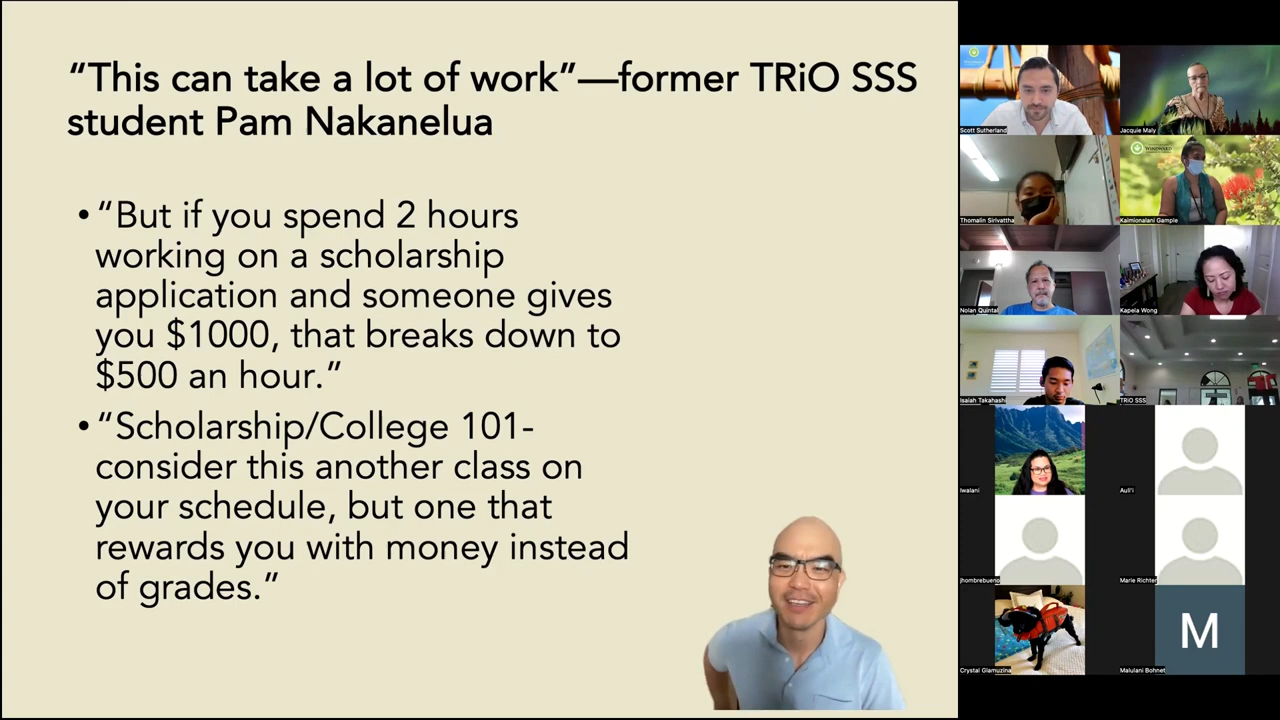 “This can take a lot of work”—former TRiO SSS
student Pam Nakanelua
• “But if you spend 2 hours
working on a scholarship
application and someone gives
you $1000, that breaks down to
$500 an hour.”
• “Scholarship/College 101-
consider this another class on
your schedule, but one that
rewards you with money instead
of grades.”
Scott Sutherland
Jacquie Maly
WINDWARD
Thomalin Sirivattha
Kaimionalani Gample
Nolan Quintal
Kapela Wong
Isaiah Takahashi
TRiO SSS
Iwalani
Auli'i
jhombrebueno
Marie Richter
Crystal Glamuzina
M
Malulani Bohnet